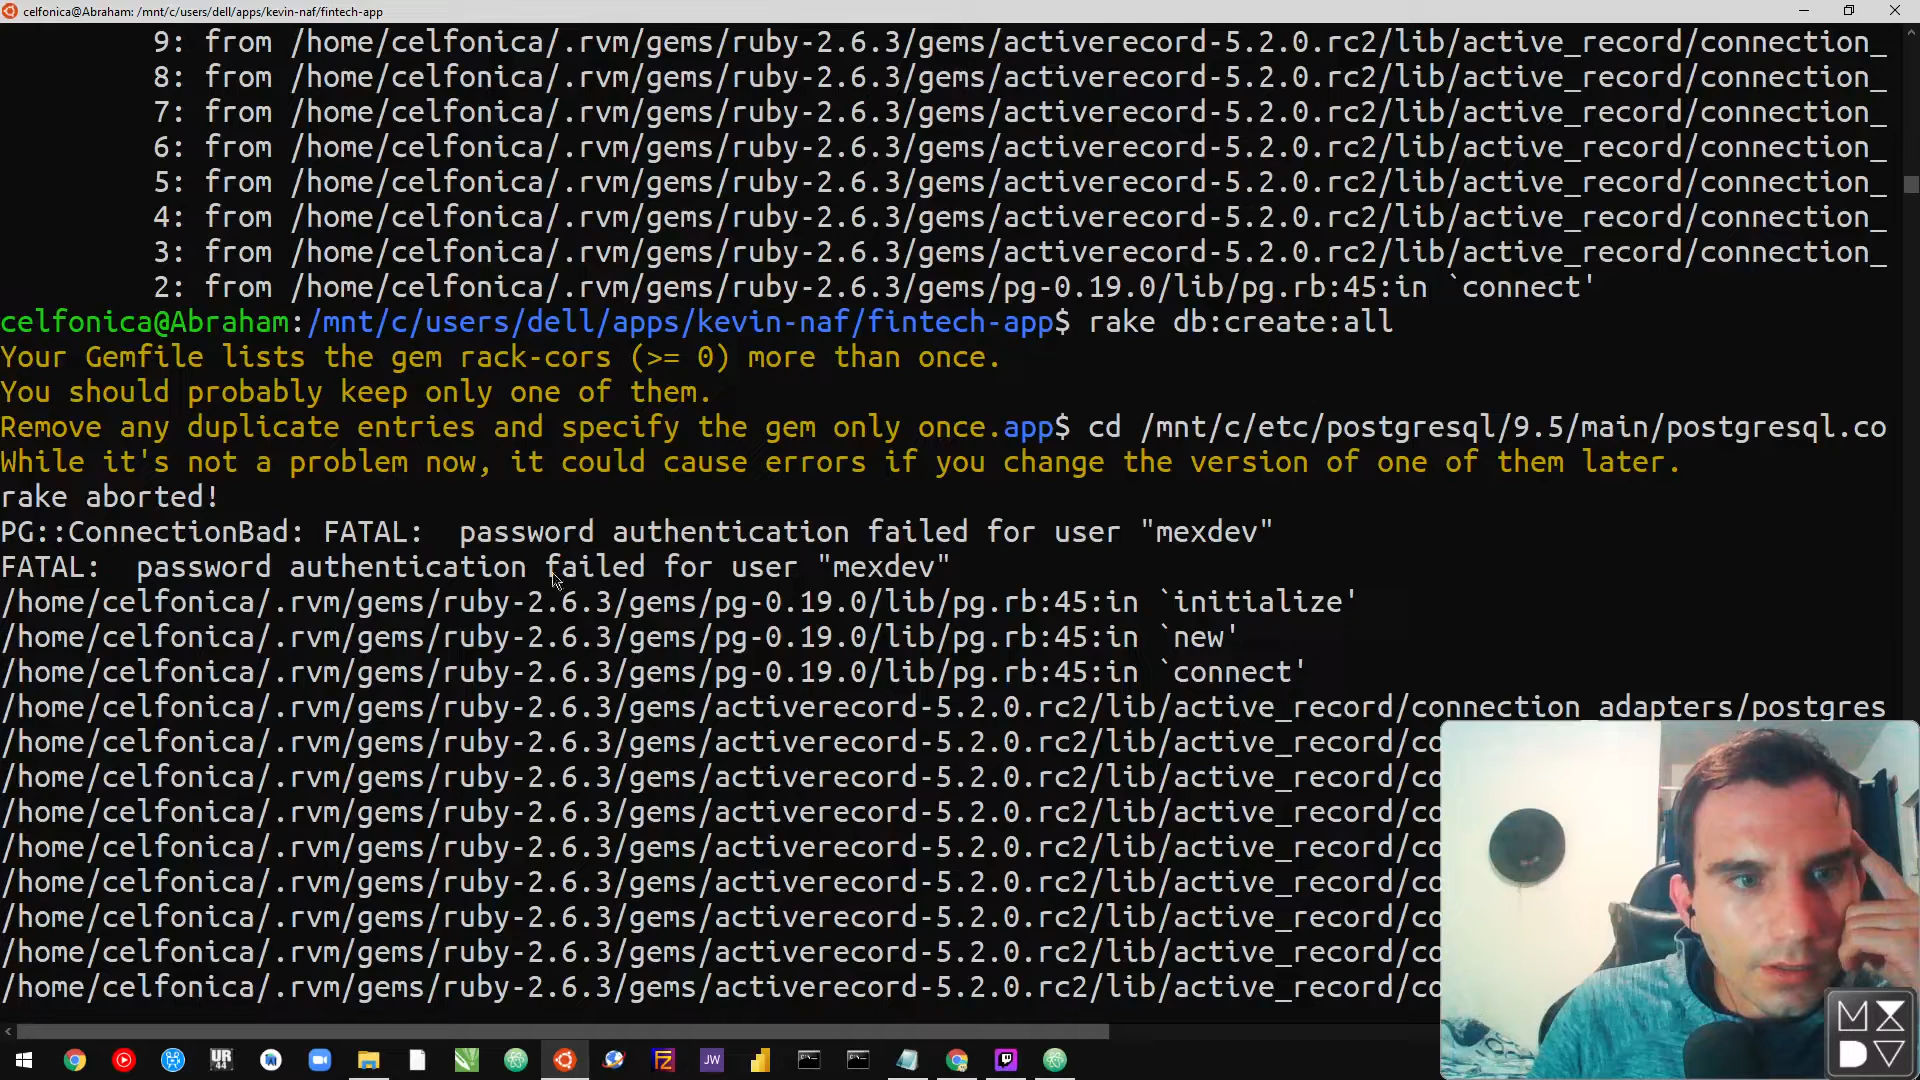 celfonica@Abraham: /mnt/c/users/dell/apps/kevin-naf/fintech-app
9: from /home/celfonica/.rvm/gems/ruby-2.6.3/gems/activerecord-5.2.0.rc2/lib/active_record/connection_
8: from /home/celfonica/.rvm/gems/ruby-2.6.3/gems/activerecord-5.2.0.rc2/lib/active_record/connection_
7: from /home/celfonica/.rvm/gems/ruby-2.6.3/gems/activerecord-5.2.0.rc2/lib/active_record/connection_
6: from /home/celfonica/.rvm/gems/ruby-2.6.3/gems/activerecord-5.2.0.rc2/lib/active_record/connection_
5: from /home/celfonica/.rvm/gems/ruby-2.6.3/gems/activerecord-5.2.0.rc2/lib/active_record/connection_
4: from /home/celfonica/.rvm/gems/ruby-2.6.3/gems/activerecord-5.2.0.rc2/lib/active_record/connection_
3: from /home/celfonica/.rvm/gems/ruby-2.6.3/gems/activerecord-5.2.0.rc2/lib/active_record/connection_
2: from /home/celfonica/.rvm/gems/ruby-2.6.3/gems/pg-0.19.0/lib/pg.rb:45:in `connect'
celfonica@Abraham:/mnt/c/users/dell/apps/kevin-naf/fintech-app$ rake db:create:all
Your Gemfile lists the gem rack-cors (>= 0) more than once.
You should probably keep only one of them.
Remove any duplicate entries and specify the gem only once.app$ cd /mnt/c/etc/postgresql/9.5/main/postgresql.co
While it's not a problem now, it could cause errors if you change the version of one of them later.
rake aborted!
PG::ConnectionBad: FATAL:  password authentication failed for user "mexdev"
FATAL:  password authentication failed for user "mexdev"
/home/celfonica/.rvm/gems/ruby-2.6.3/gems/pg-0.19.0/lib/pg.rb:45:in `initialize'
/home/celfonica/.rvm/gems/ruby-2.6.3/gems/pg-0.19.0/lib/pg.rb:45:in `new'
/home/celfonica/.rvm/gems/ruby-2.6.3/gems/pg-0.19.0/lib/pg.rb:45:in `connect'
/home/celfonica/.rvm/gems/ruby-2.6.3/gems/activerecord-5.2.0.rc2/lib/active_record/connection_adapters/postgres
/home/celfonica/.rvm/gems/ruby-2.6.3/gems/activerecord-5.2.0.rc2/lib/active_record/co
/home/celfonica/.rvm/gems/ruby-2.6.3/gems/activerecord-5.2.0.rc2/lib/active_record/co
/home/celfonica/.rvm/gems/ruby-2.6.3/gems/activerecord-5.2.0.rc2/lib/active_record/co
/home/celfonica/.rvm/gems/ruby-2.6.3/gems/activerecord-5.2.0.rc2/lib/active_record/co
/home/celfonica/.rvm/gems/ruby-2.6.3/gems/activerecord-5.2.0.rc2/lib/active_record/co
/home/celfonica/.rvm/gems/ruby-2.6.3/gems/activerecord-5.2.0.rc2/lib/active_record/co
/home/celfonica/.rvm/gems/ruby-2.6.3/gems/activerecord-5.2.0.rc2/lib/active_record/co
/home/celfonica/.rvm/gems/ruby-2.6.3/gems/activerecord-5.2.0.rc2/lib/active_record/co
UR
44
FZ
JW